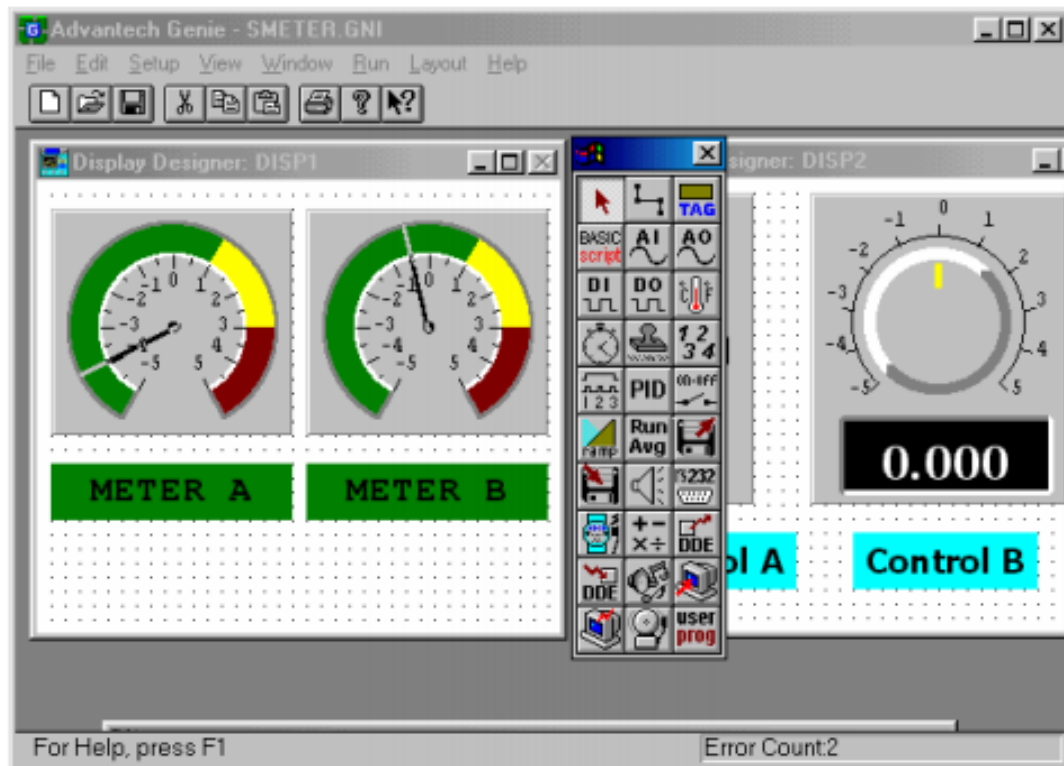 Advantech Genie - SMETER.GNI
File Edit Setup View Window Run Layout Help
Display Designer: DISP1
signer: DISP2
-5 -4 -3 -2 -1 0 1 2 3 4 5
-5 -4 -3 -2 -1 0 1 2 3 4 5
METER A
METER B
TAG
BASIC script AI AO
DI DO °C °F
1 2 3 4
1 2 3 PID ON-OFF
ramp Run Avg
RS232
+ - × ÷ DDE
DDE
user prog
-5 -4 -3 -2 -1 0 1 2 3 4 5
0.000
ol A
Control B
For Help, press F1
Error Count:2